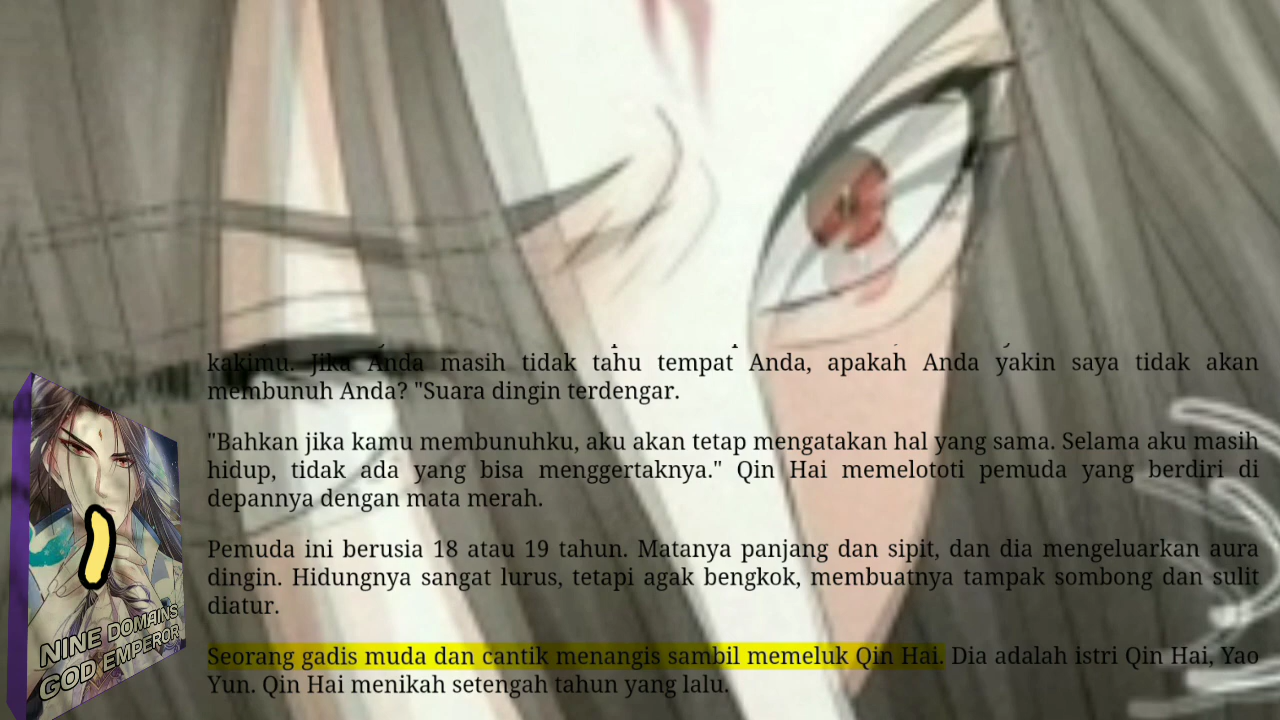 kakimu. Jika Anda masih tidak tahu tempat Anda, apakah Anda yakin saya tidak akan
membunuh Anda? "Suara dingin terdengar.
"Bahkan jika kamu membunuhku, aku akan tetap mengatakan hal yang sama. Selama aku masih
hidup, tidak ada yang bisa menggertaknya." Qin Hai memelototi pemuda yang berdiri di
depannya dengan mata merah.
Pemuda ini berusia 18 atau 19 tahun. Matanya panjang dan sipit, dan dia mengeluarkan aura
dingin. Hidungnya sangat lurus, tetapi agak bengkok, membuatnya tampak sombong dan sulit
diatur.
Seorang gadis muda dan cantik menangis sambil memeluk Qin Hai. Dia adalah istri Qin Hai, Yao
Yun. Qin Hai menikah setengah tahun yang lalu.
NINE DOMAINS
GOD EMPEROR